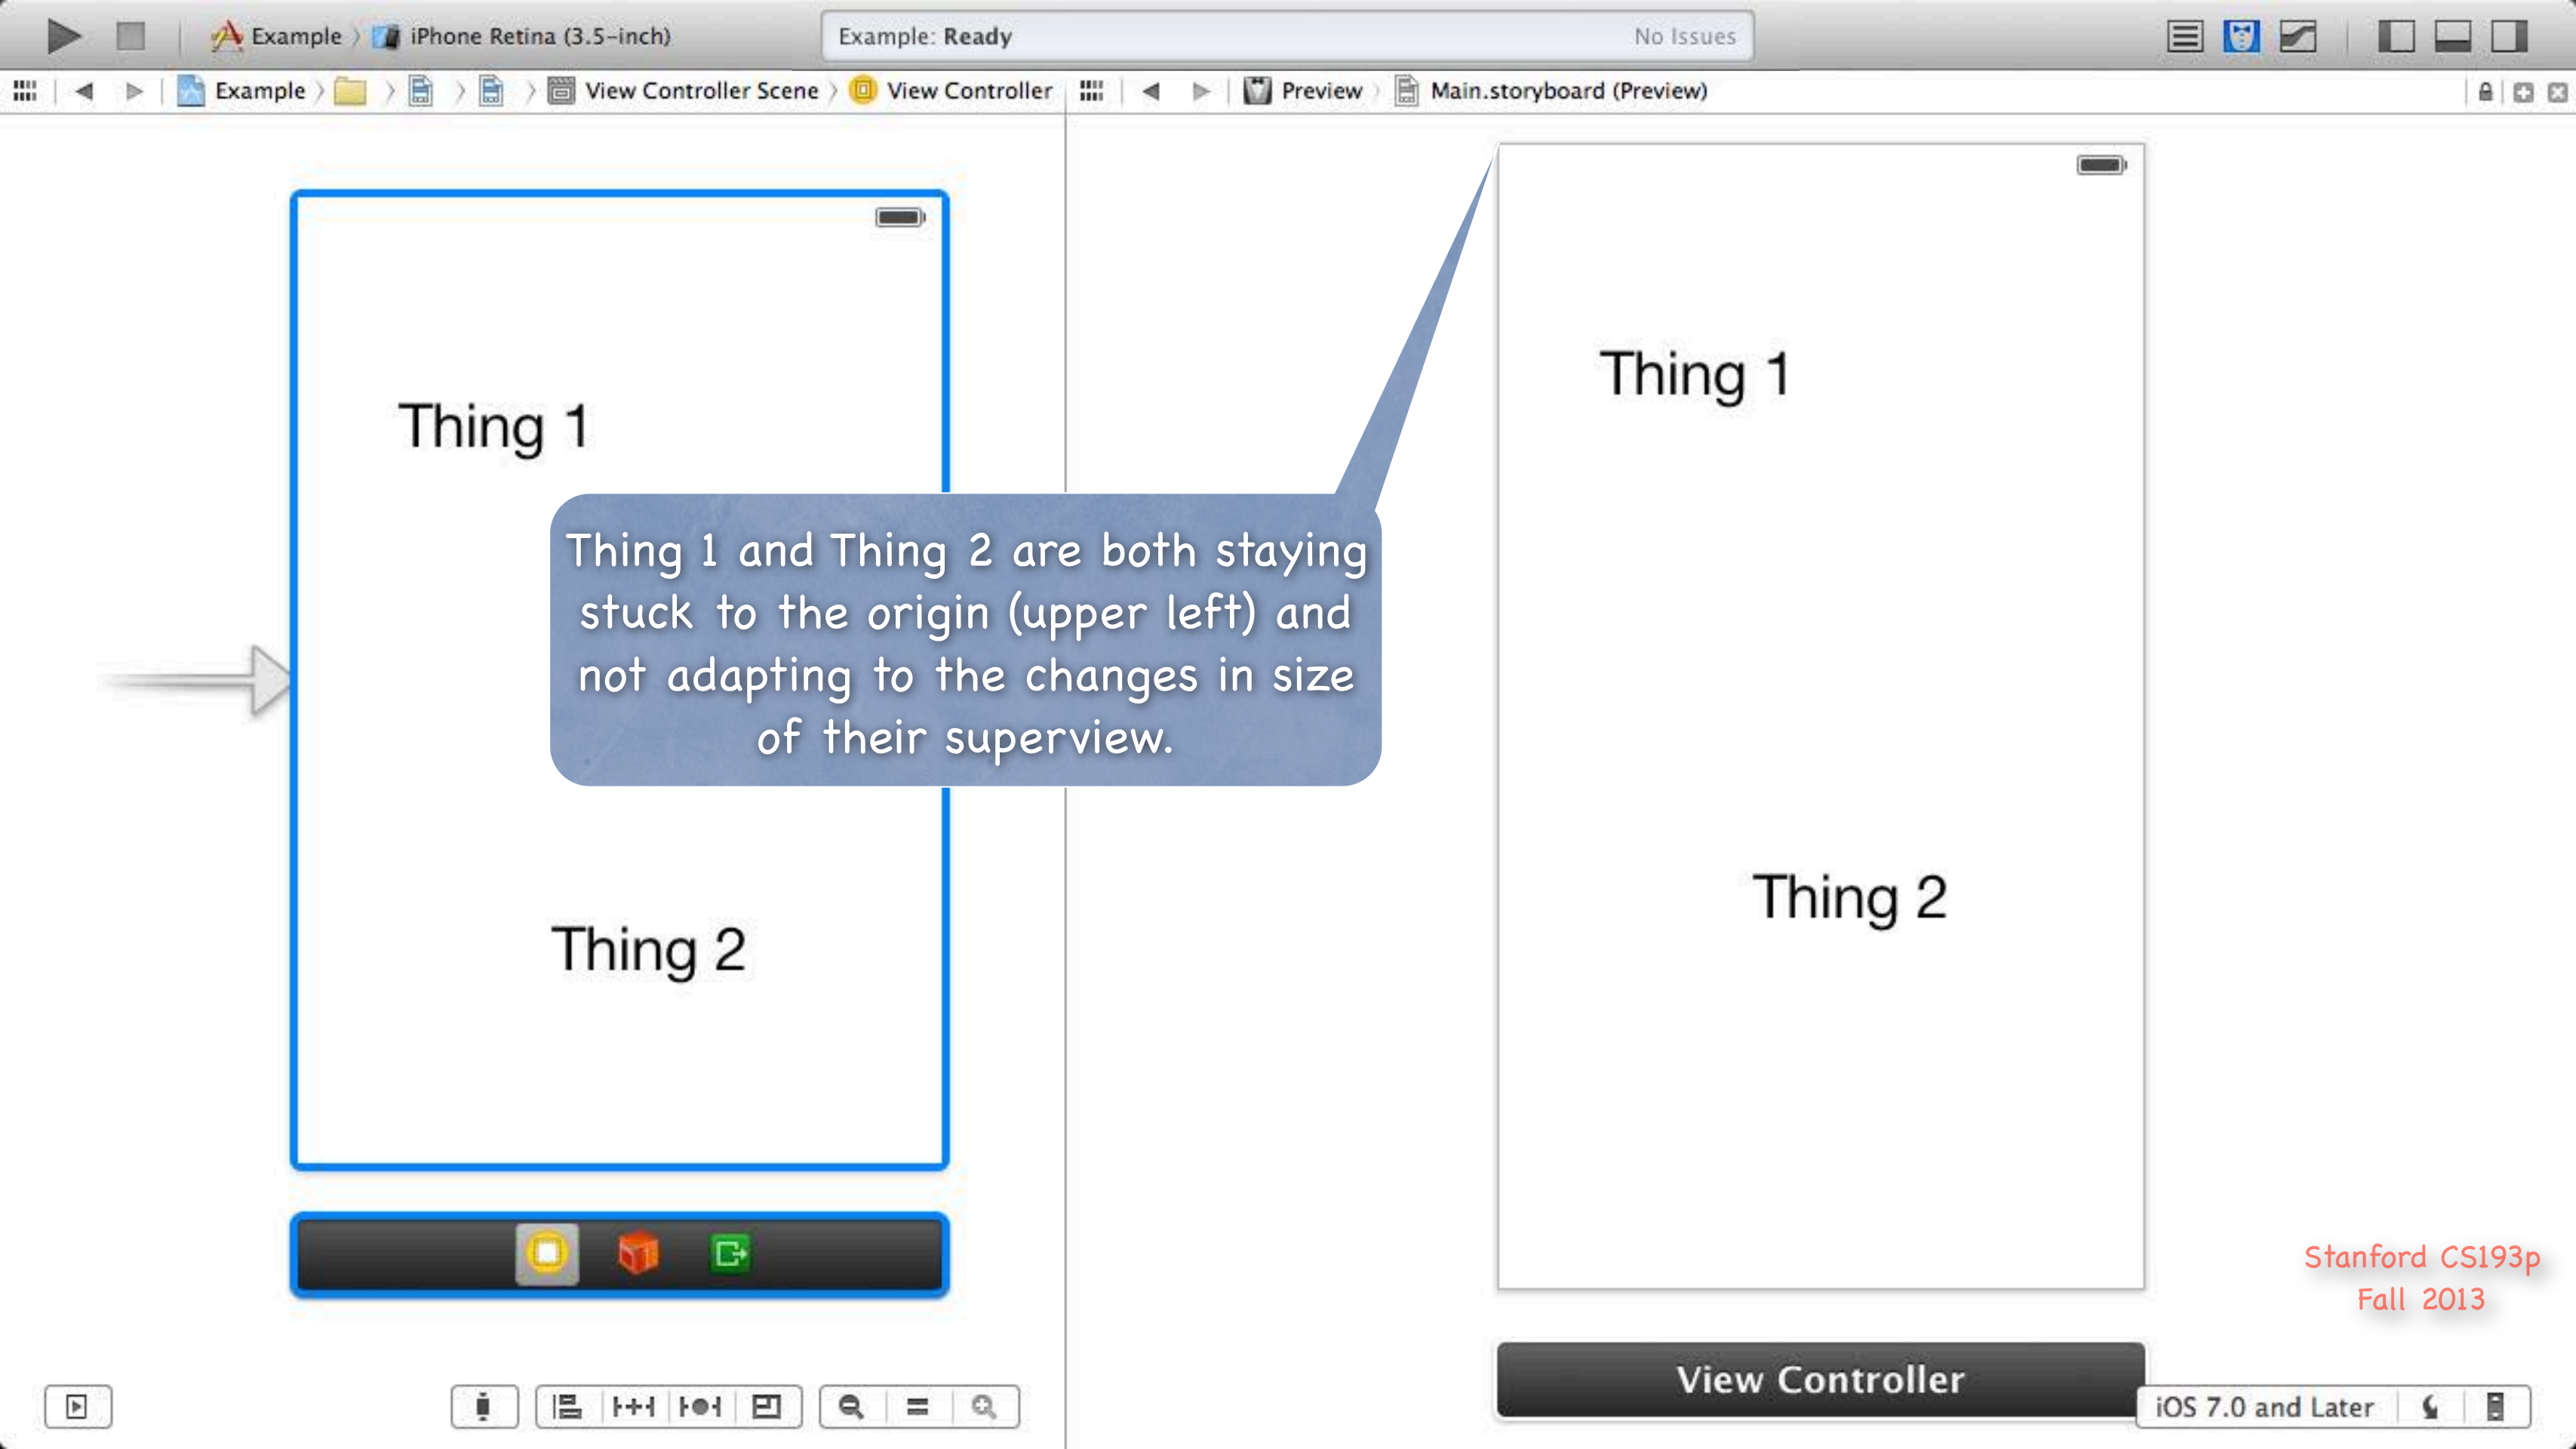 Example iPhone Retina (3.5-inch) Example: Ready No Issues
Example View Controller Scene View Controller Preview Main.storyboard (Preview)
Thing 1
Thing 1
Thing 1 and Thing 2 are both staying
stuck to the origin (upper left) and
not adapting to the changes in size
of their superview.
Thing 2
Thing 2
Stanford CS193p
Fall 2013
View Controller
iOS 7.0 and Later